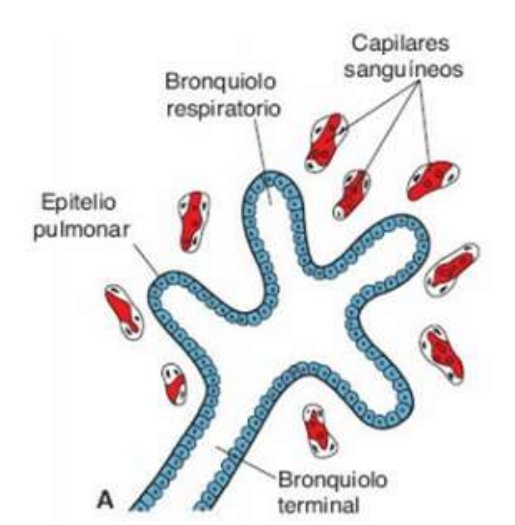 Capilares
sanguíneos
Bronquiolo
respiratorio
Epitelio
pulmonar
Bronquiolo
terminal
A